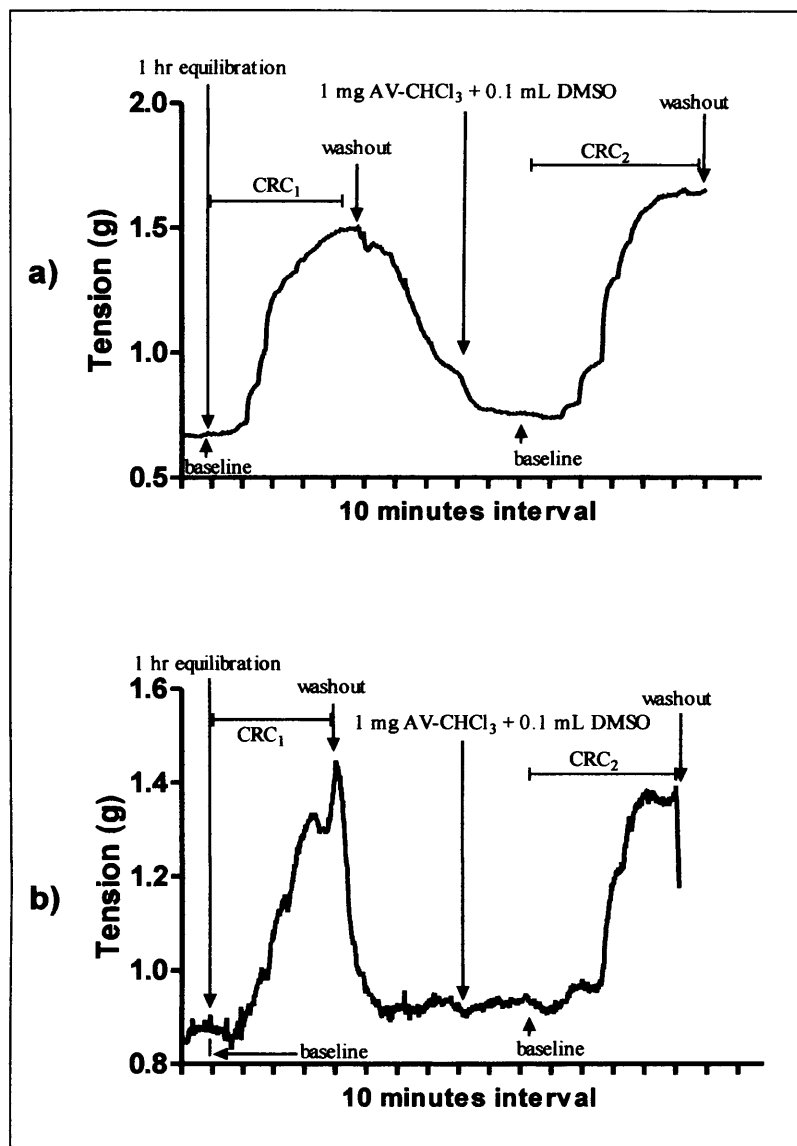 1 hr equilibration
1 mg AV-CHCl₃ + 0.1 mL DMSO
washout
washout
CRC₁
CRC₂
a)
Tension (g)
2.0
1.5
1.0
0.5
baseline
baseline
10 minutes interval
1 hr equilibration
washout
washout
1 mg AV-CHCl₃ + 0.1 mL DMSO
CRC₁
CRC₂
b)
Tension (g)
1.6
1.4
1.2
1.0
0.8
baseline
baseline
10 minutes interval